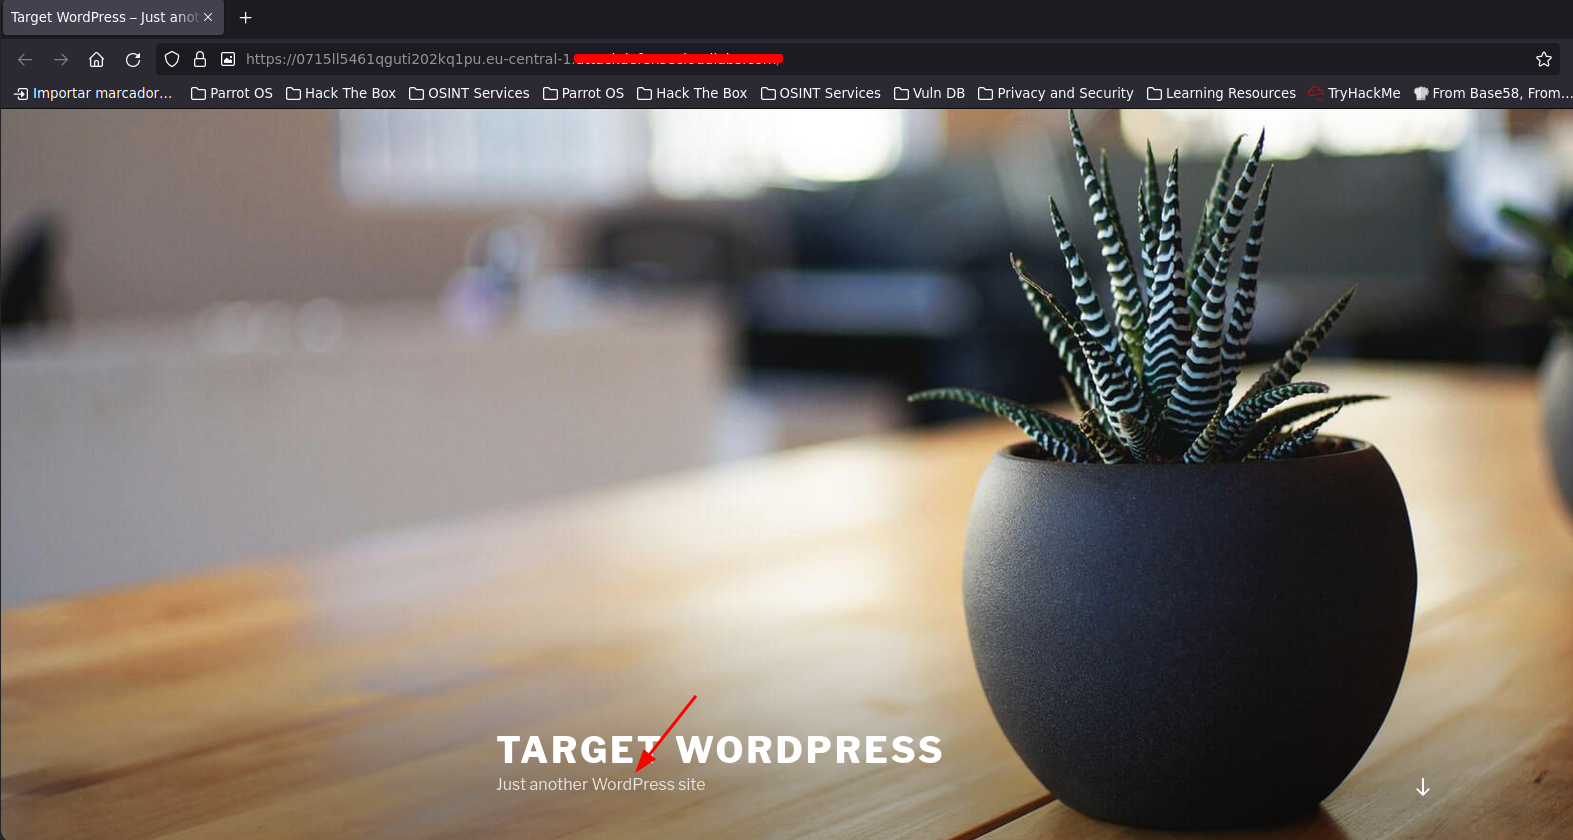 Target WordPress – Just anot
https://0715ll5461qguti202kq1pu.eu-central-1.
Importar marcador... Parrot OS Hack The Box OSINT Services Parrot OS Hack The Box OSINT Services Vuln DB Privacy and Security Learning Resources TryHackMe From Base58, From...
TARGET WORDPRESS
Just another WordPress site